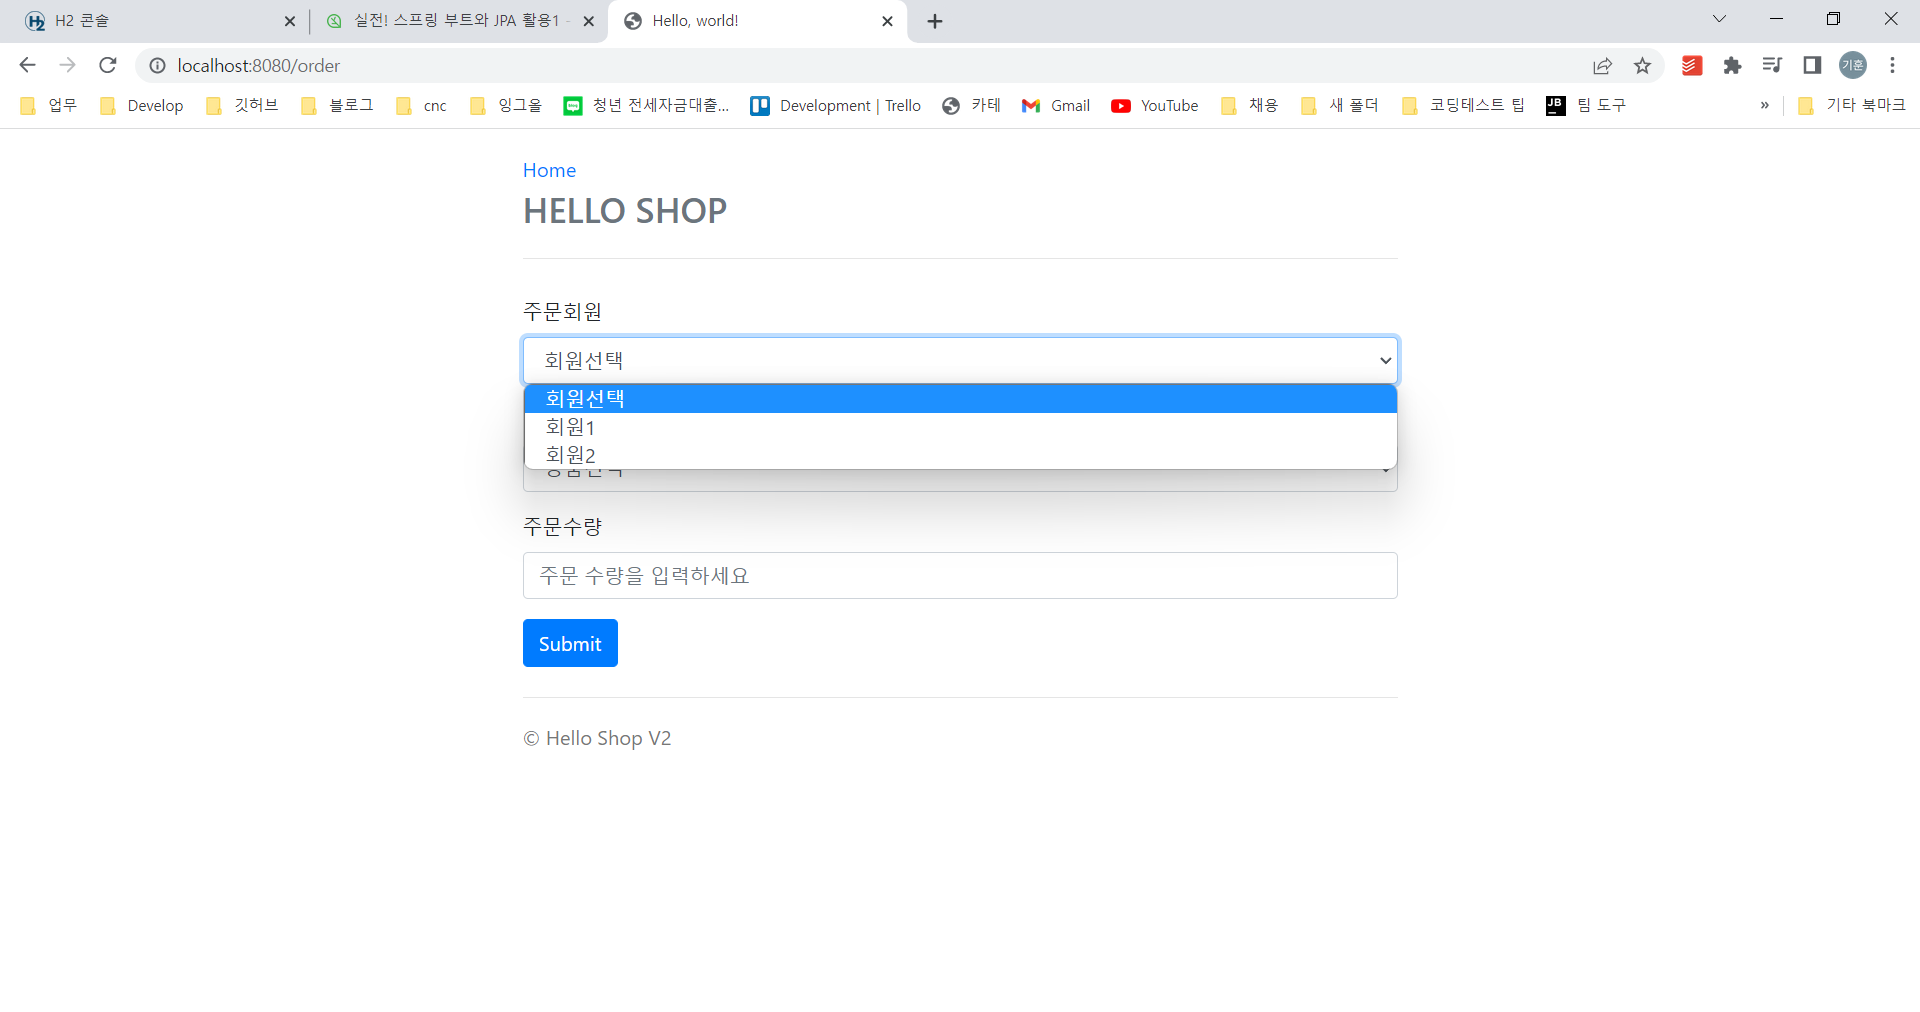 H2 콘솔
실전! 스프링 부트와 JPA 활용1 -
Hello, world!
localhost:8080/order
기훈
업무 Develop 깃허브 블로그 cnc 잉그올 청년 전세자금대출... Development | Trello 카테 Gmail YouTube 채용 새 폴더 코딩테스트 팁 JB 팀 도구 » 기타 북마크
Home
HELLO SHOP
주문회원
회원선택
회원선택
회원1
회원2
주문수량
주문 수량을 입력하세요
Submit
© Hello Shop V2